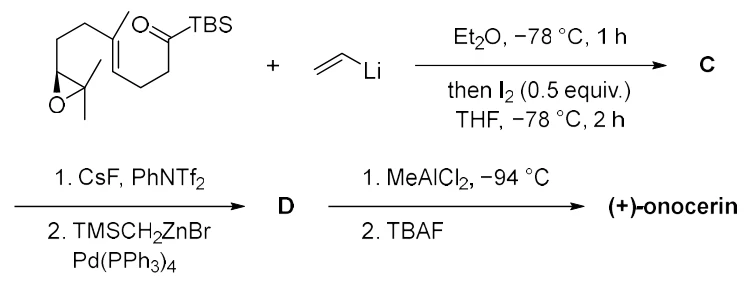 O
TBS
O
+
Li
Et₂O, −78 °C, 1 h
then I₂ (0.5 equiv.)
THF, −78 °C, 2 h
C
1. CsF, PhNTf₂
2. TMSCH₂ZnBr
Pd(PPh₃)₄
D
1. MeAlCl₂, −94 °C
2. TBAF
(+)-onocerin